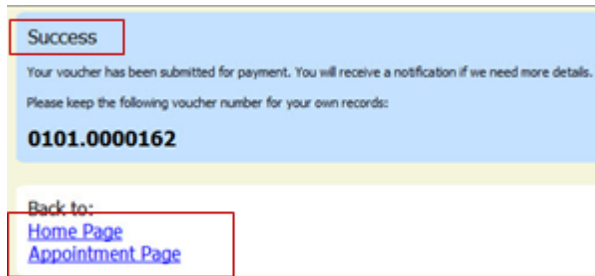 Success
Your voucher has been submitted for payment. You will receive a notification if we need more details.
Please keep the following voucher number for your own records:
0101.0000162
Back to:
Home Page
Appointment Page